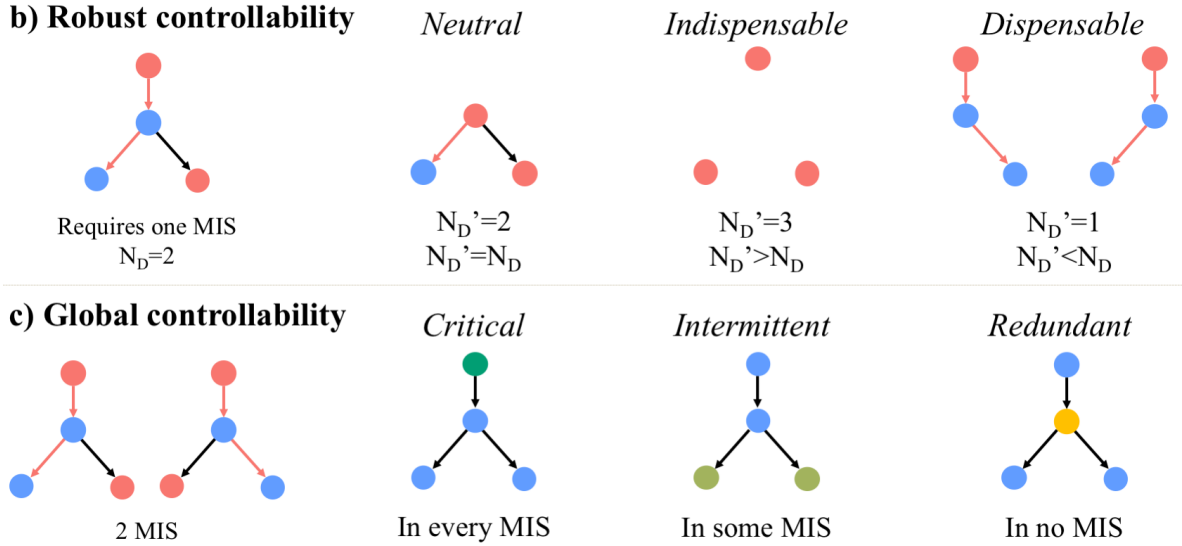 b) Robust controllability
Neutral
Indispensable
Dispensable
Requires one MIS
N_D=2
N_D’=2
N_D’=N_D
N_D’=3
N_D’>N_D
N_D’=1
N_D’<N_D
c) Global controllability
Critical
Intermittent
Redundant
2 MIS
In every MIS
In some MIS
In no MIS